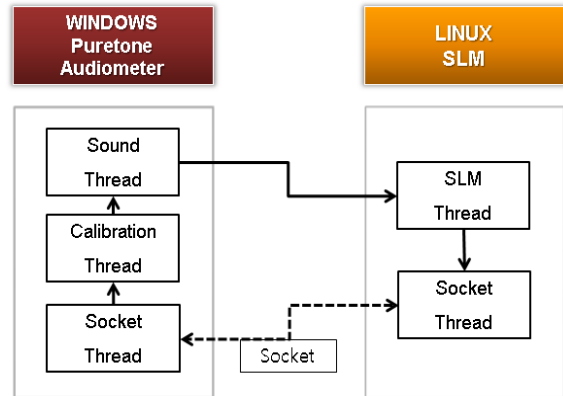 WINDOWS
Puretone
Audiometer
LINUX
SLM
Sound
Thread
Calibration
Thread
Socket
Thread
SLM
Thread
Socket
Thread
Socket